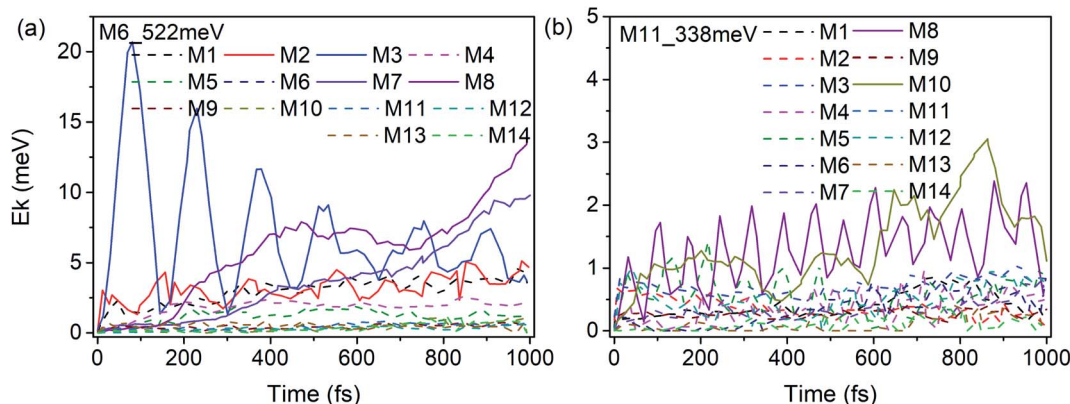 (a)
M6_522meV
M1 M2 M3 M4
M5 M6 M7 M8
M9 M10 M11 M12
M13 M14
20
15
10
5
0
Ek (meV)
0 200 400 600 800 1000
Time (fs)
(b)
M11_338meV
M1 M8
M2 M9
M3 M10
M4 M11
M5 M12
M6 M13
M7 M14
5
4
3
2
1
0
0 200 400 600 800 1000
Time (fs)